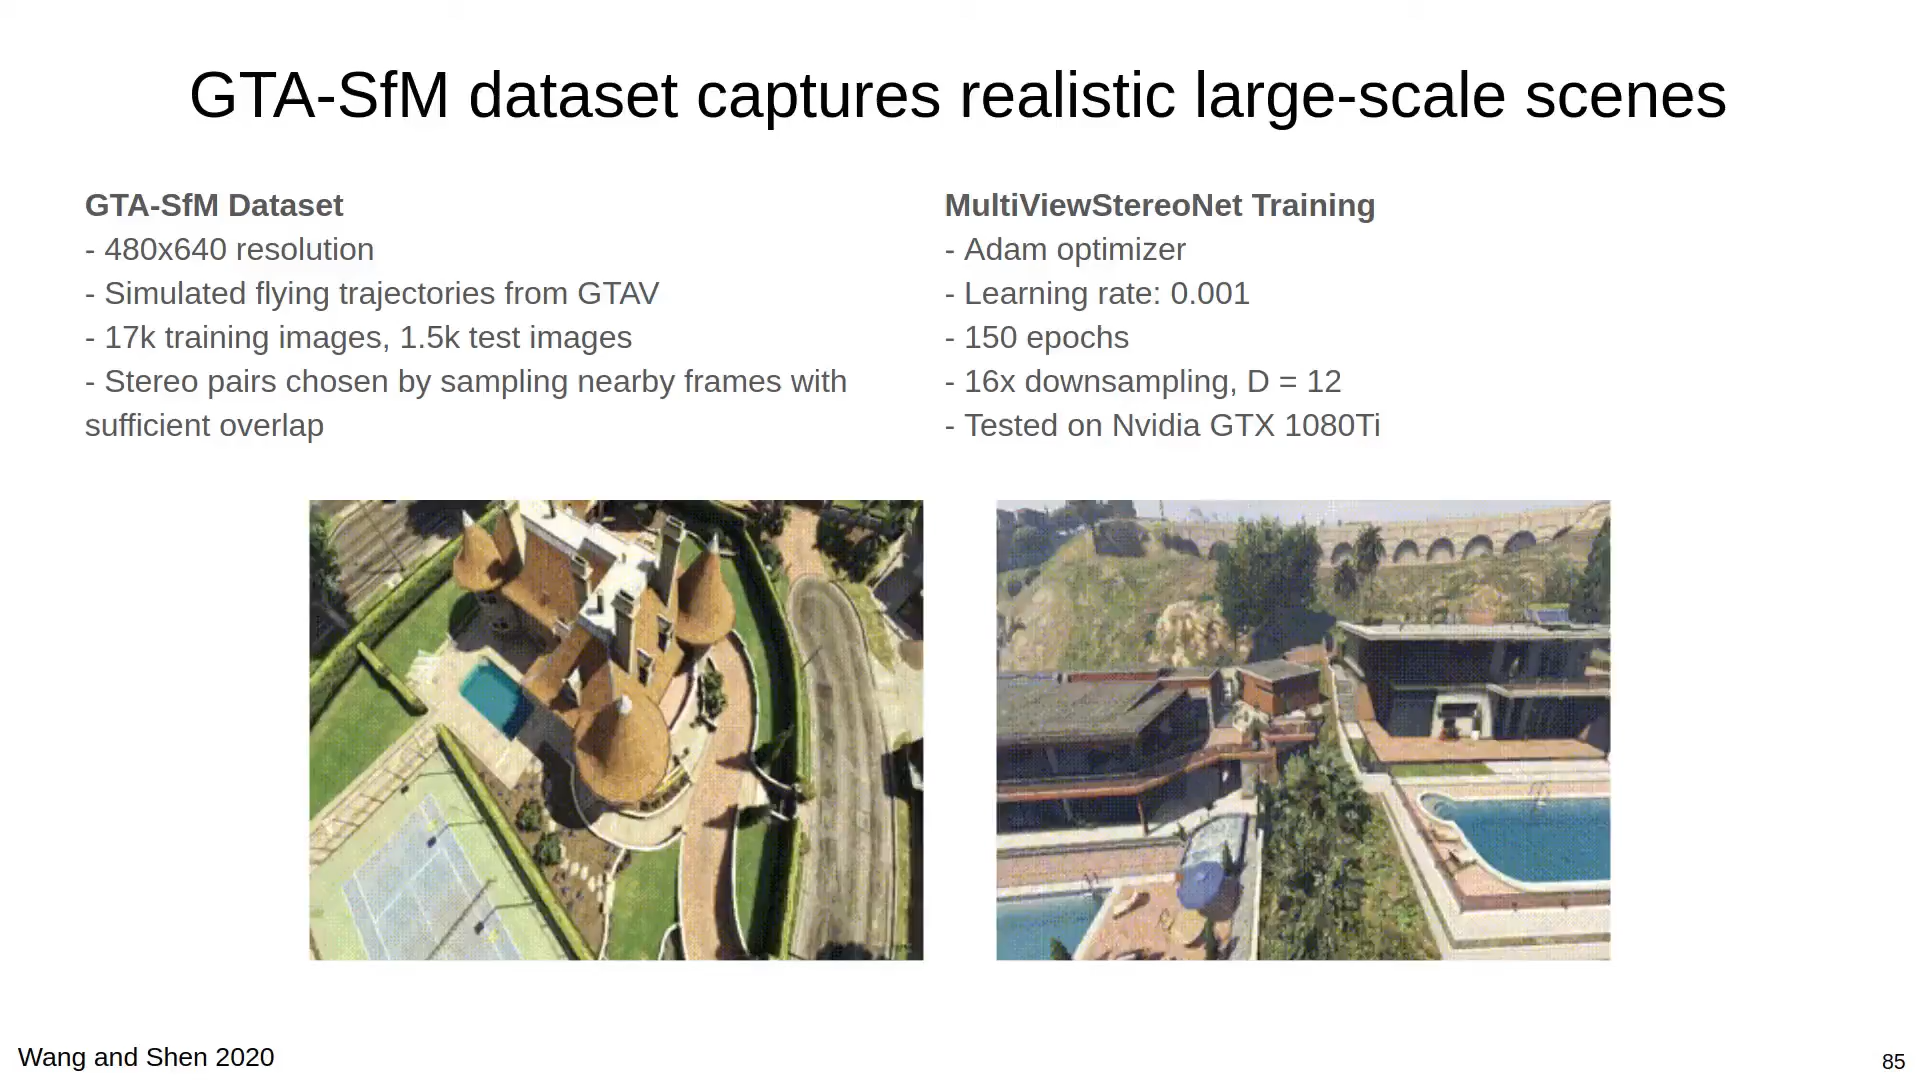 GTA-SfM dataset captures realistic large-scale scenes
GTA-SfM Dataset
- 480x640 resolution
- Simulated flying trajectories from GTAV
- 17k training images, 1.5k test images
- Stereo pairs chosen by sampling nearby frames with
sufficient overlap
MultiViewStereoNet Training
- Adam optimizer
- Learning rate: 0.001
- 150 epochs
- 16x downsampling, D = 12
- Tested on Nvidia GTX 1080Ti
Wang and Shen 2020
85